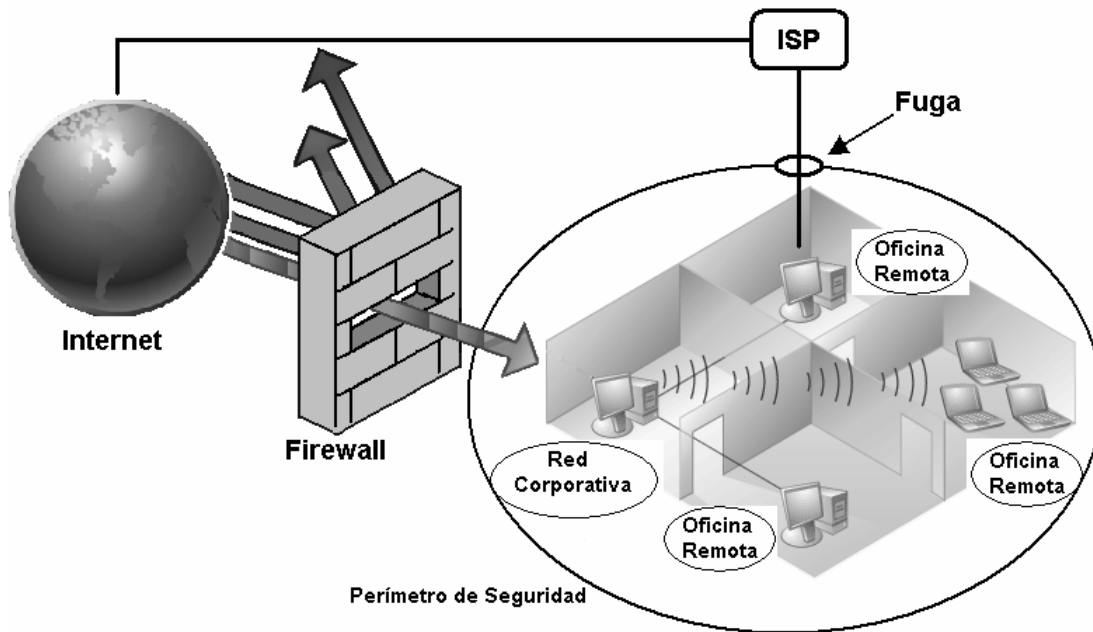 ISP
Fuga
Oficina
Remota
Internet
Firewall
Red
Corporativa
Oficina
Remota
Oficina
Remota
Perímetro de Seguridad